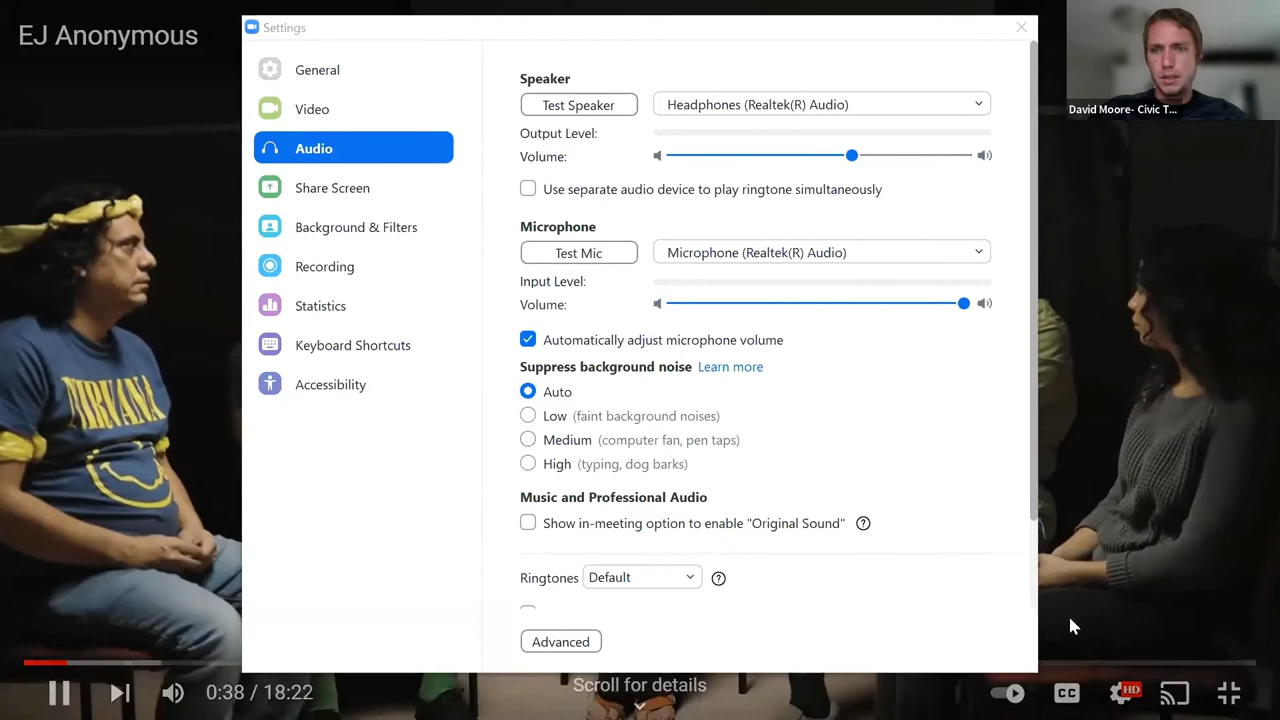 EJ Anonymous
Settings
David Moore- Civic T...
General
Video
Audio
Share Screen
Background & Filters
Recording
Statistics
Keyboard Shortcuts
Accessibility
Speaker
Test Speaker
Headphones (Realtek(R) Audio)
Output Level:
Volume:
Use separate audio device to play ringtone simultaneously
Microphone
Test Mic
Microphone (Realtek(R) Audio)
Input Level:
Volume:
Automatically adjust microphone volume
Suppress background noise Learn more
Auto
Low (faint background noises)
Medium (computer fan, pen taps)
High (typing, dog barks)
Music and Professional Audio
Show in-meeting option to enable "Original Sound" ?
Ringtones Default ?
Advanced
NIRVANA
0:38 / 18:22
Scroll for details
CC
HD